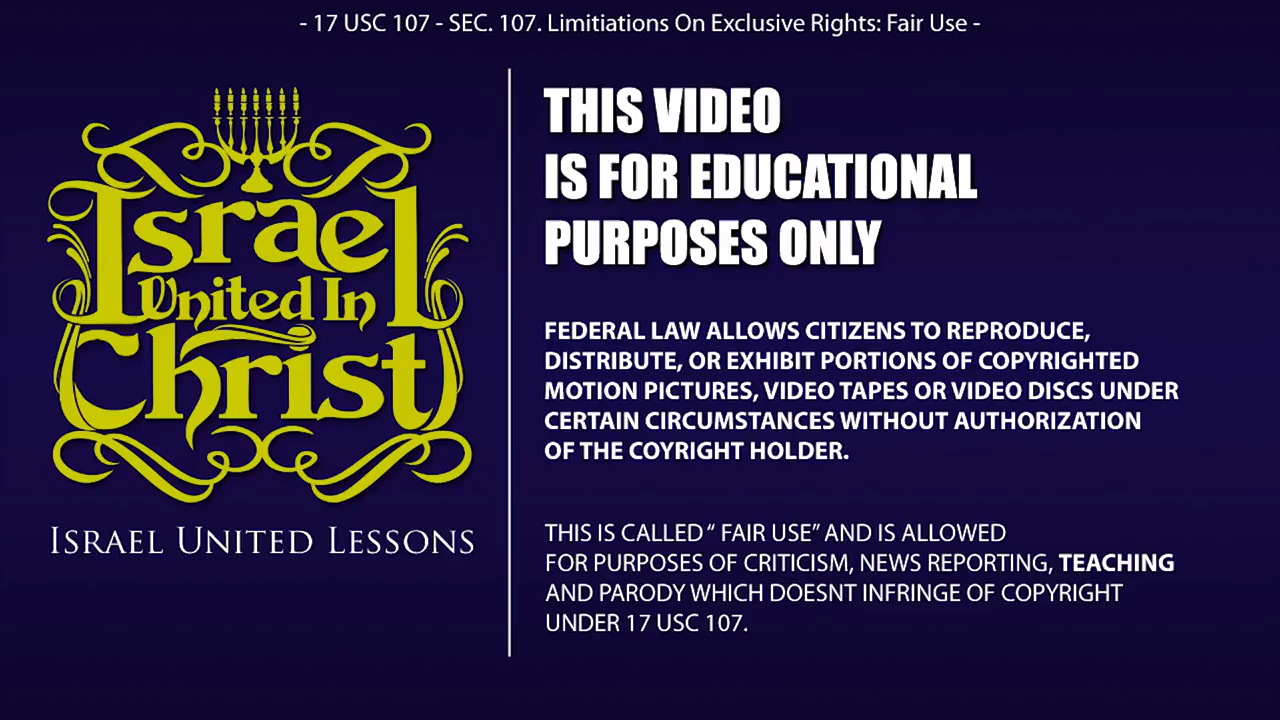 - 17 USC 107 - SEC. 107. Limitiations On Exclusive Rights: Fair Use -
Israel
United In
Christ
ISRAEL UNITED LESSONS
THIS VIDEO
IS FOR EDUCATIONAL
PURPOSES ONLY
FEDERAL LAW ALLOWS CITIZENS TO REPRODUCE,
DISTRIBUTE, OR EXHIBIT PORTIONS OF COPYRIGHTED
MOTION PICTURES, VIDEO TAPES OR VIDEO DISCS UNDER
CERTAIN CIRCUMSTANCES WITHOUT AUTHORIZATION
OF THE COYRIGHT HOLDER.
THIS IS CALLED “ FAIR USE” AND IS ALLOWED
FOR PURPOSES OF CRITICISM, NEWS REPORTING, TEACHING
AND PARODY WHICH DOESNT INFRINGE OF COPYRIGHT
UNDER 17 USC 107.